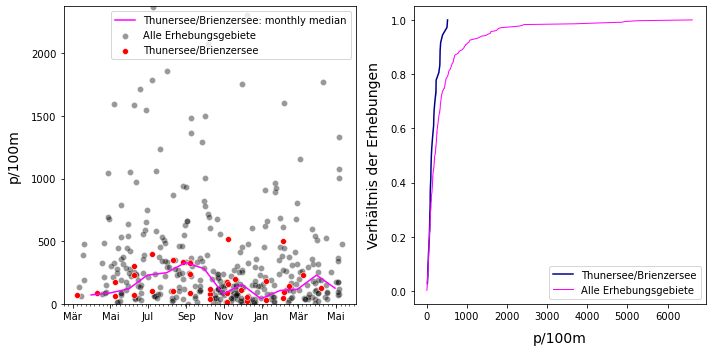 Thunersee/Brienzersee: monthly median
Alle Erhebungsgebiete
Thunersee/Brienzersee
p/100m
2000
1500
1000
500
0
Mär Mai Jul Sep Nov Jan Mär Mai
Verhältnis der Erhebungen
1.0
0.8
0.6
0.4
0.2
0.0
Thunersee/Brienzersee
Alle Erhebungsgebiete
0 1000 2000 3000 4000 5000 6000
p/100m